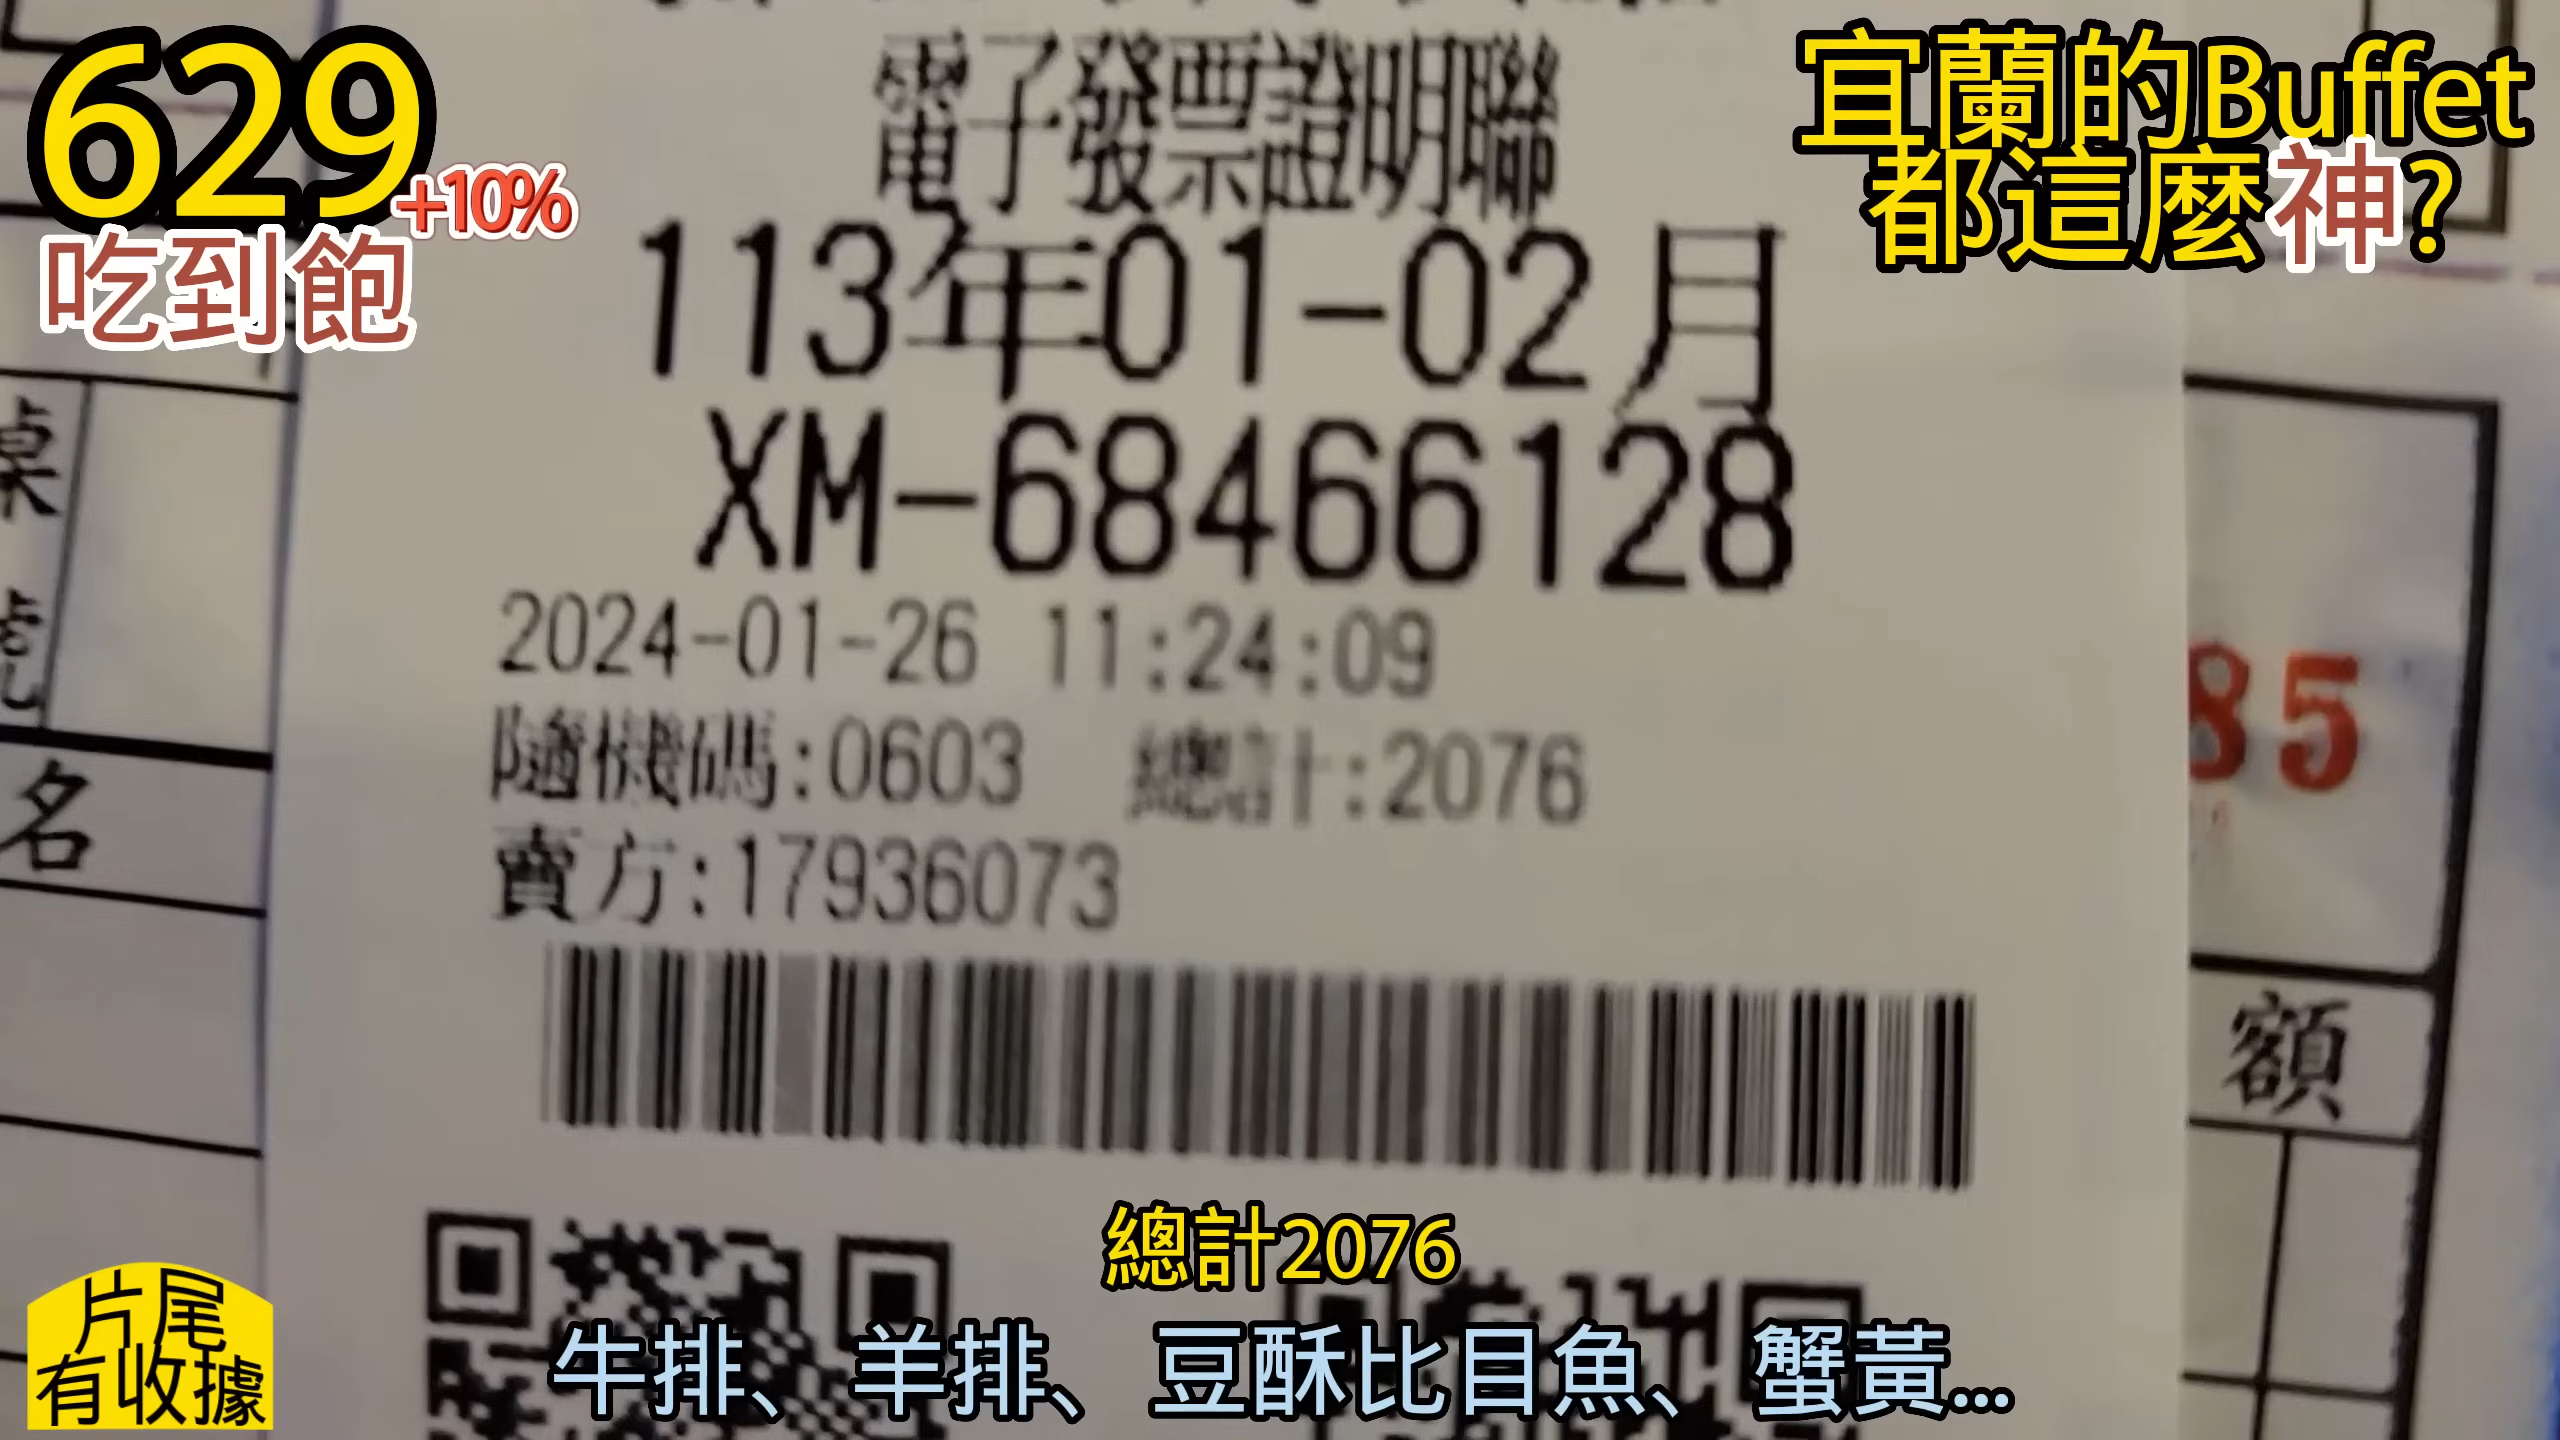 629
+10%
吃到飽
宜蘭的Buffet
都這麼神?
電子發票證明聯
113年01-02月
XM-68466128
2024-01-26 11:24:09
隨機碼:0603 總計:2076
賣方:17936073
桌
號
名
85
額
總計2076
牛排、羊排、豆酥比目魚、蟹黃...
片尾
有收據